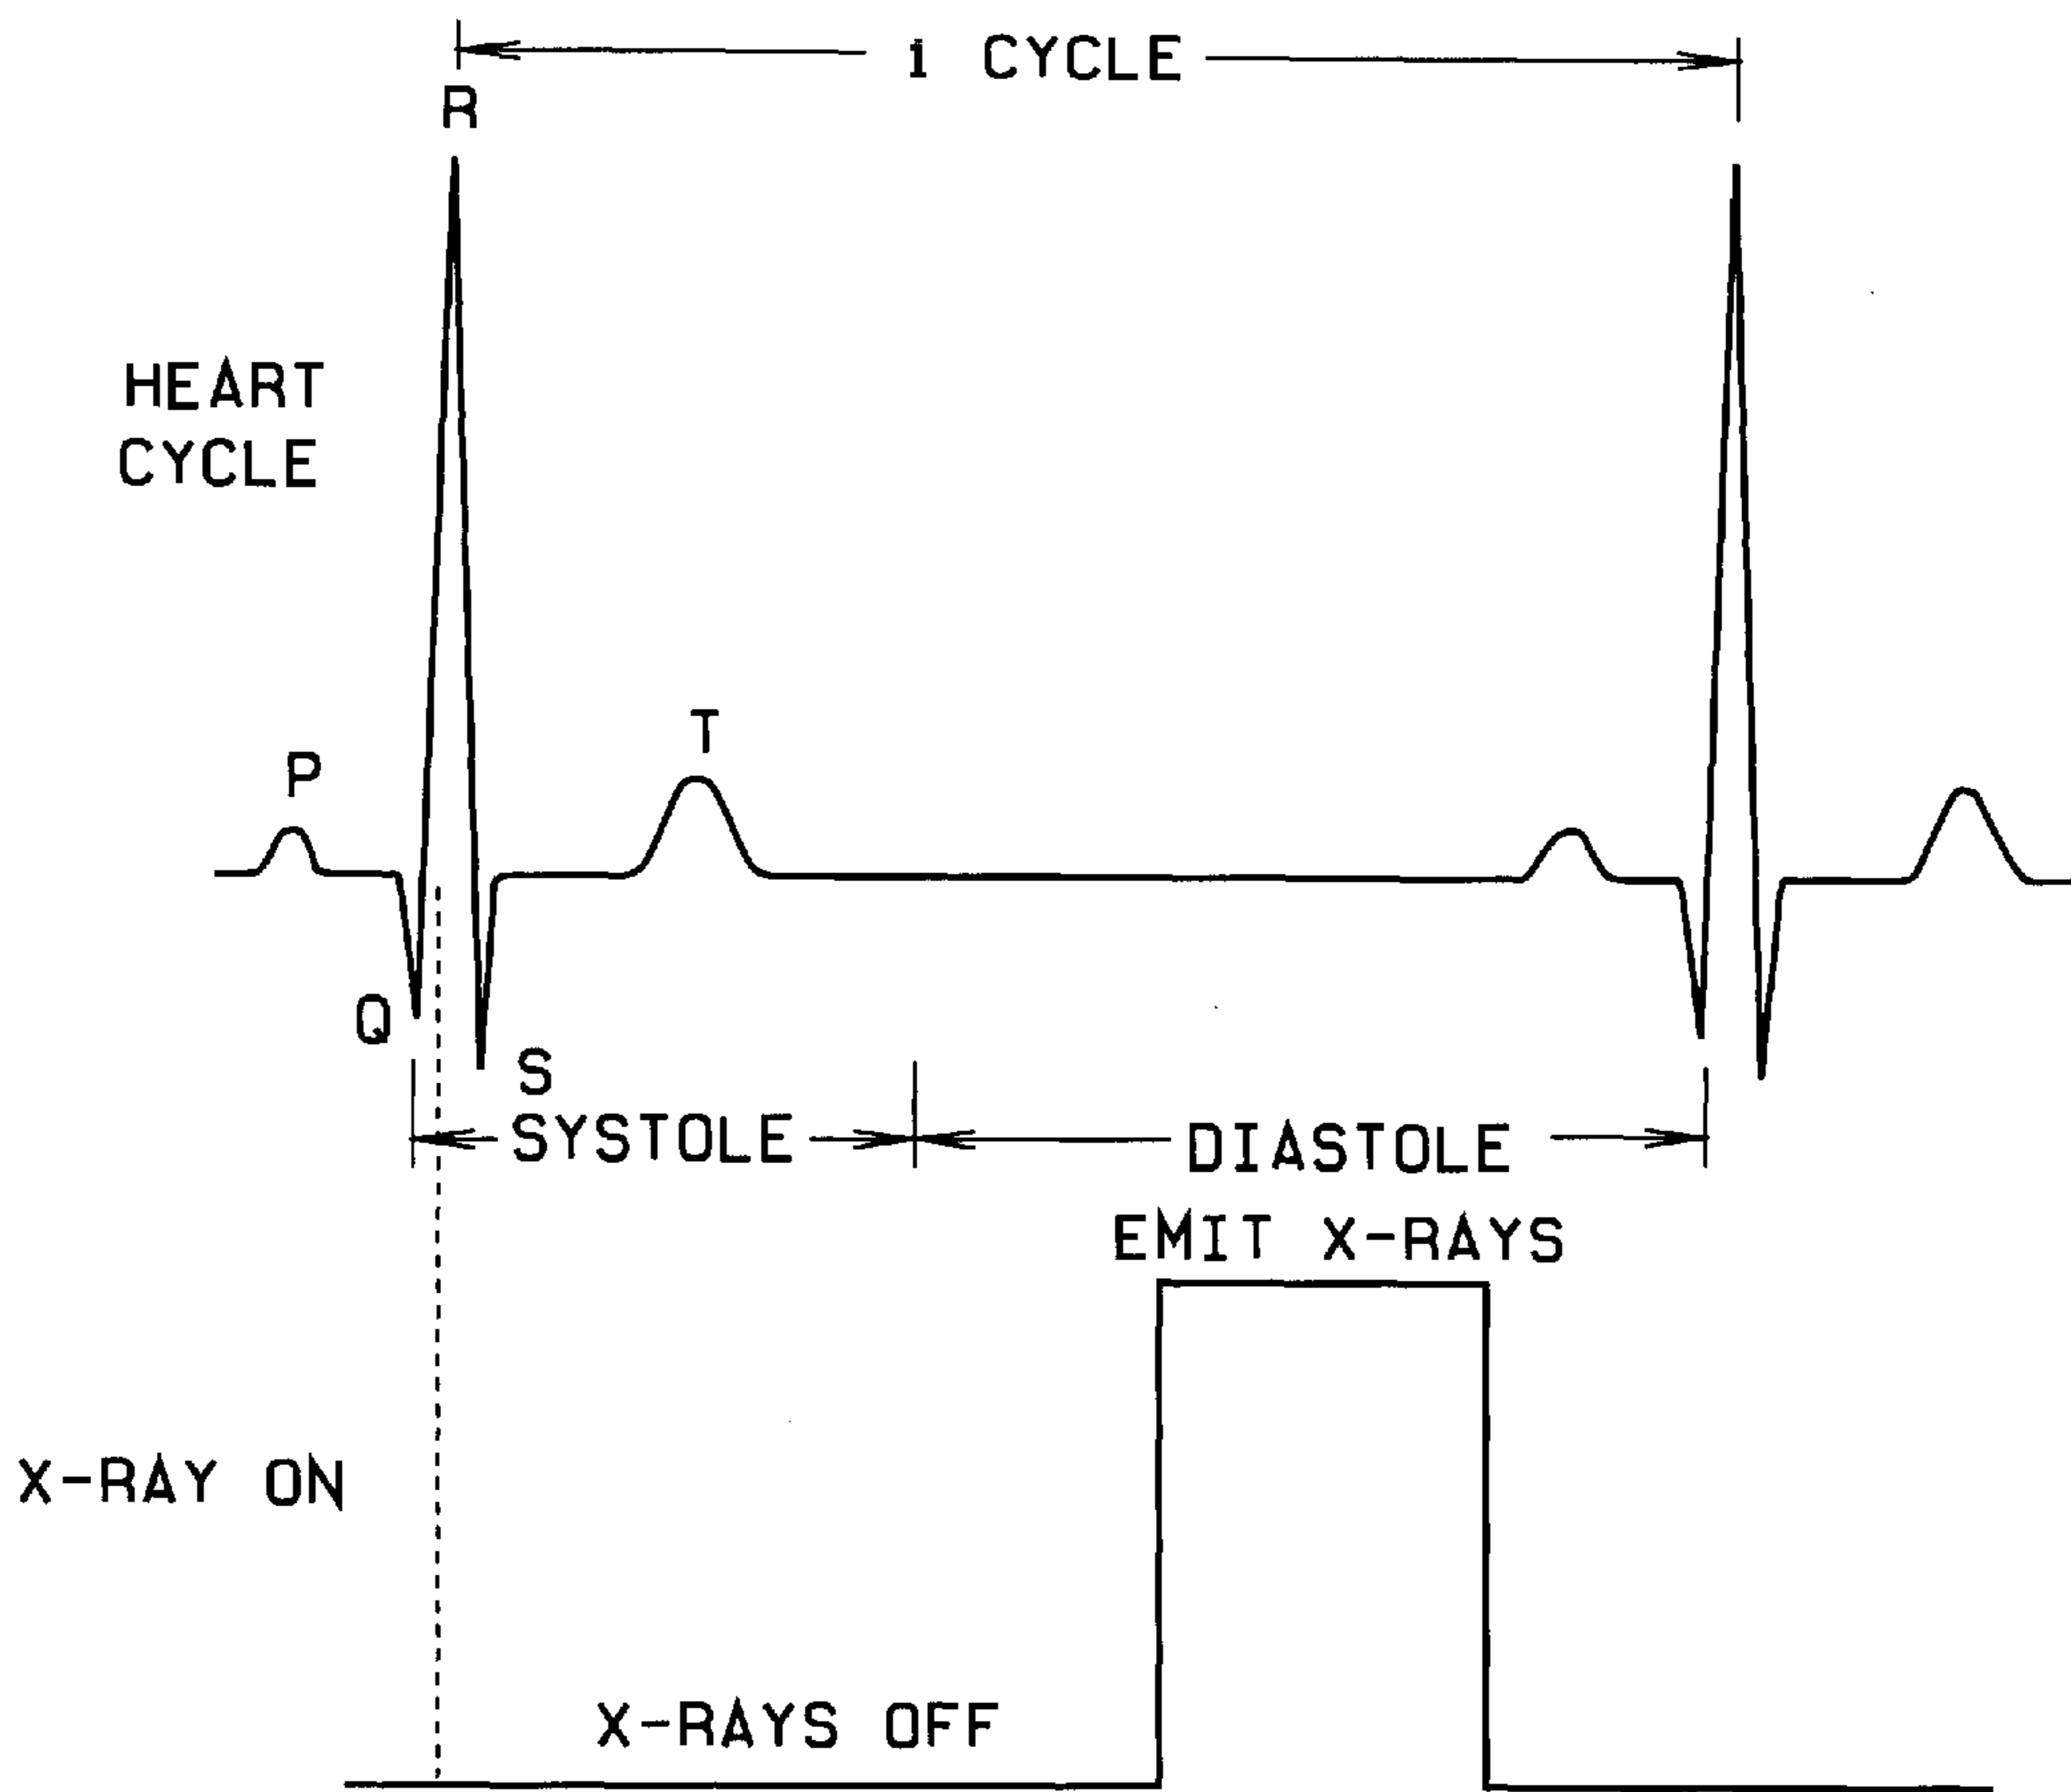 1 CYCLE
R
HEART
CYCLE
T
P
Q
S
SYSTOLE
DIASTOLE
EMIT X-RAYS
X-RAY ON
X-RAYS OFF